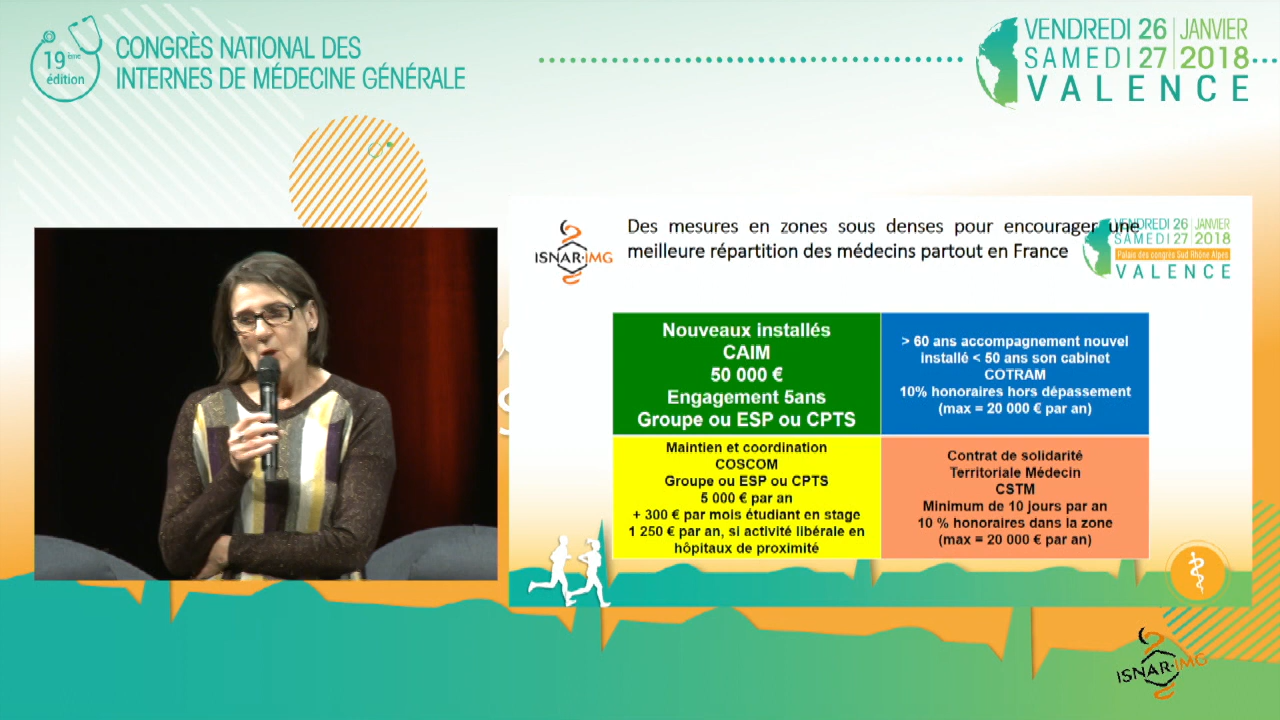 19ème
édition
CONGRÈS NATIONAL DES
INTERNES DE MÉDECINE GÉNÉRALE
VENDREDI 26 | JANVIER
SAMEDI 27 | 2018
VALENCE
ISNAR-IMG
Des mesures en zones sous denses pour encourager une
meilleure répartition des médecins partout en France
VENDREDI 26 | JANVIER
SAMEDI 27 | 2018
Palais des congrès Sud Rhône Alpes
VALENCE
Nouveaux installés
CAIM
50 000 €
Engagement 5ans
Groupe ou ESP ou CPTS
> 60 ans accompagnement nouvel
installé < 50 ans son cabinet
COTRAM
10% honoraires hors dépassement
(max = 20 000 € par an)
Maintien et coordination
COSCOM
Groupe ou ESP ou CPTS
5 000 € par an
+ 300 € par mois étudiant en stage
1 250 € par an, si activité libérale en
hôpitaux de proximité
Contrat de solidarité
Territoriale Médecin
CSTM
Minimum de 10 jours par an
10 % honoraires dans la zone
(max = 20 000 € par an)
ISNAR-IMG